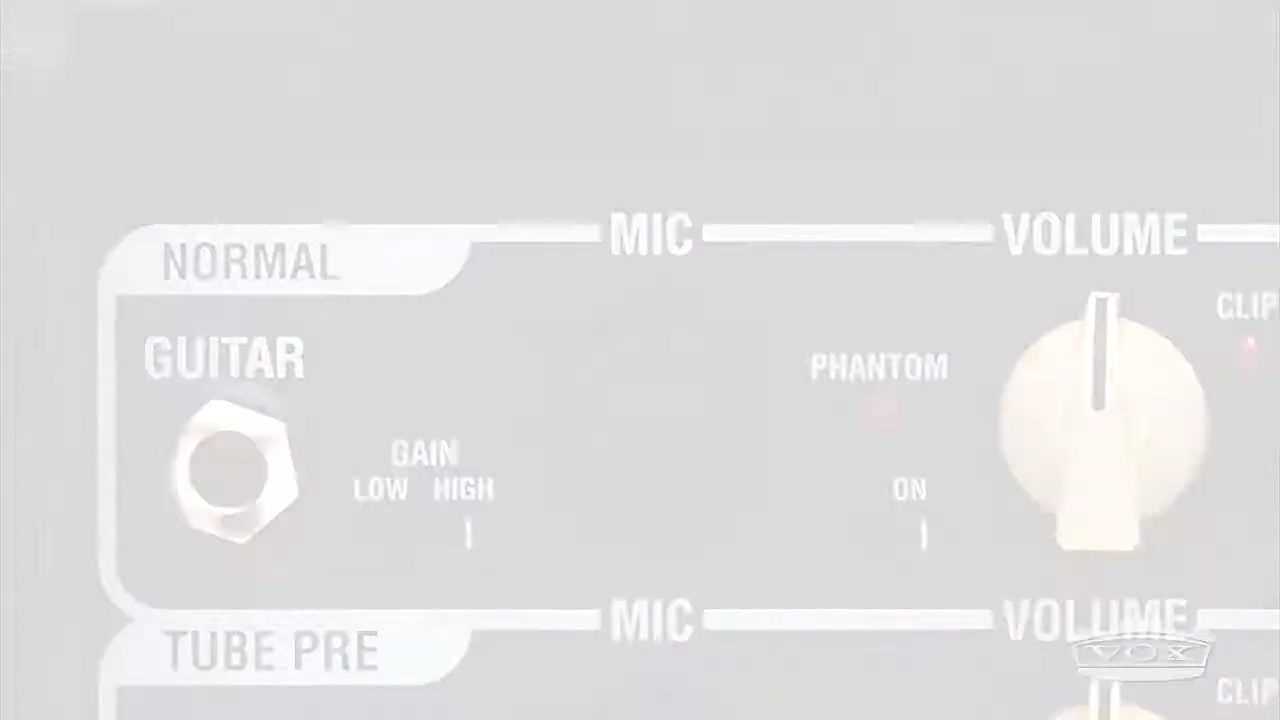 MIC VOLUME
NORMAL
CLIP
GUITAR
PHANTOM
GAIN
LOW HIGH
ON
MIC VOLUME
TUBE PRE
VOX
CLIP